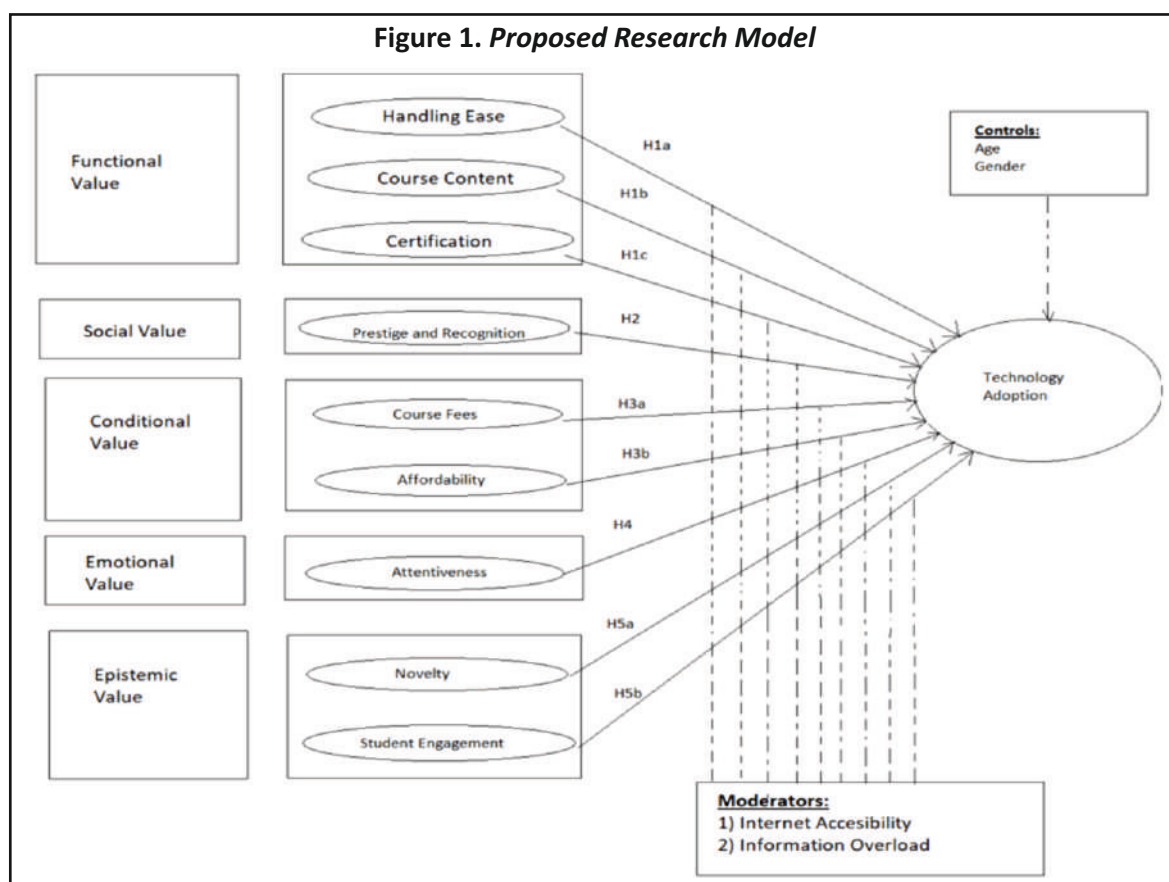 Figure 1. Proposed Research Model
Functional
Value
Handling Ease
Course Content
Certification
H1a
H1b
H1c
Controls:
Age
Gender
Social Value
Prestige and Recognition
H2
Technology
Adoption
Conditional
Value
Course Fees
Affordability
H3a
H3b
Emotional
Value
Attentiveness
H4
Epistemic
Value
Novelty
Student Engagement
H5a
H5b
Moderators:
1) Internet Accesibility
2) Information Overload